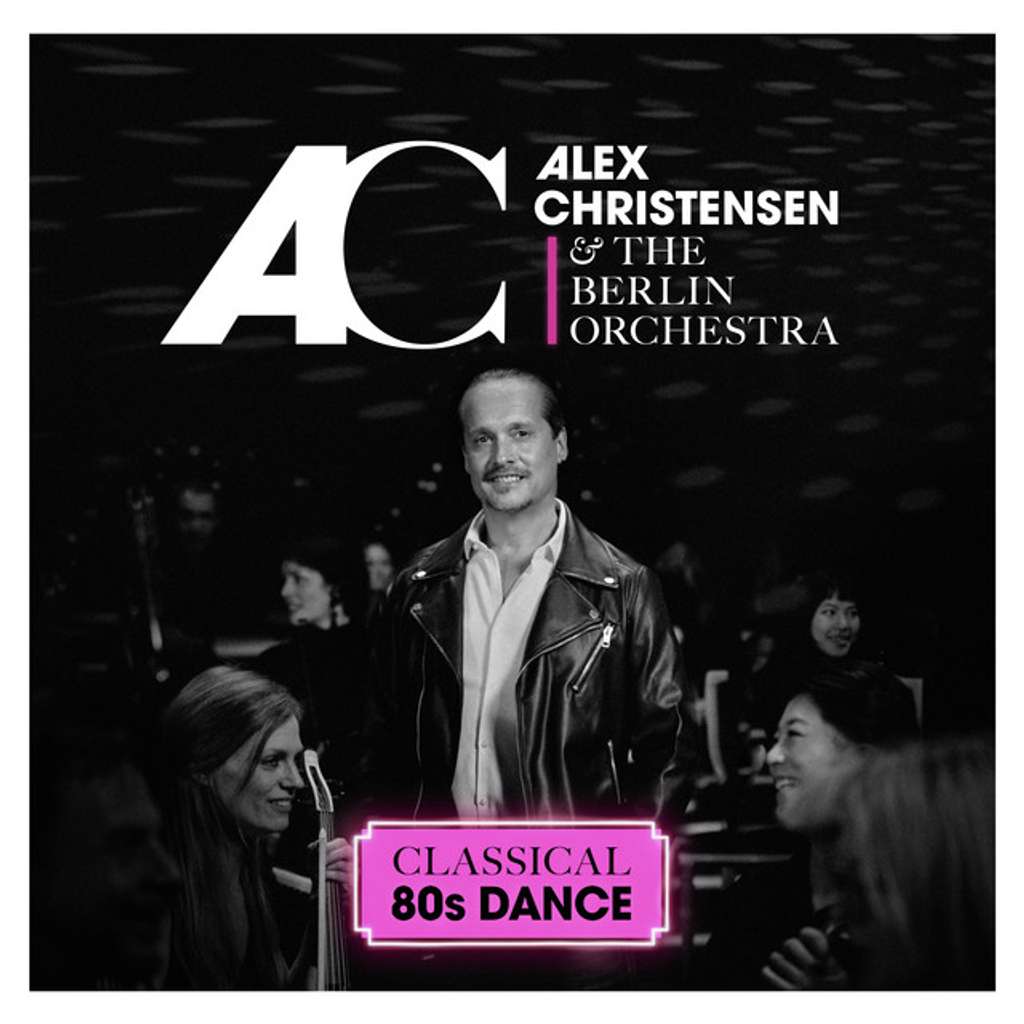 AC
ALEX
CHRISTENSEN
& THE
BERLIN
ORCHESTRA
CLASSICAL
80s DANCE